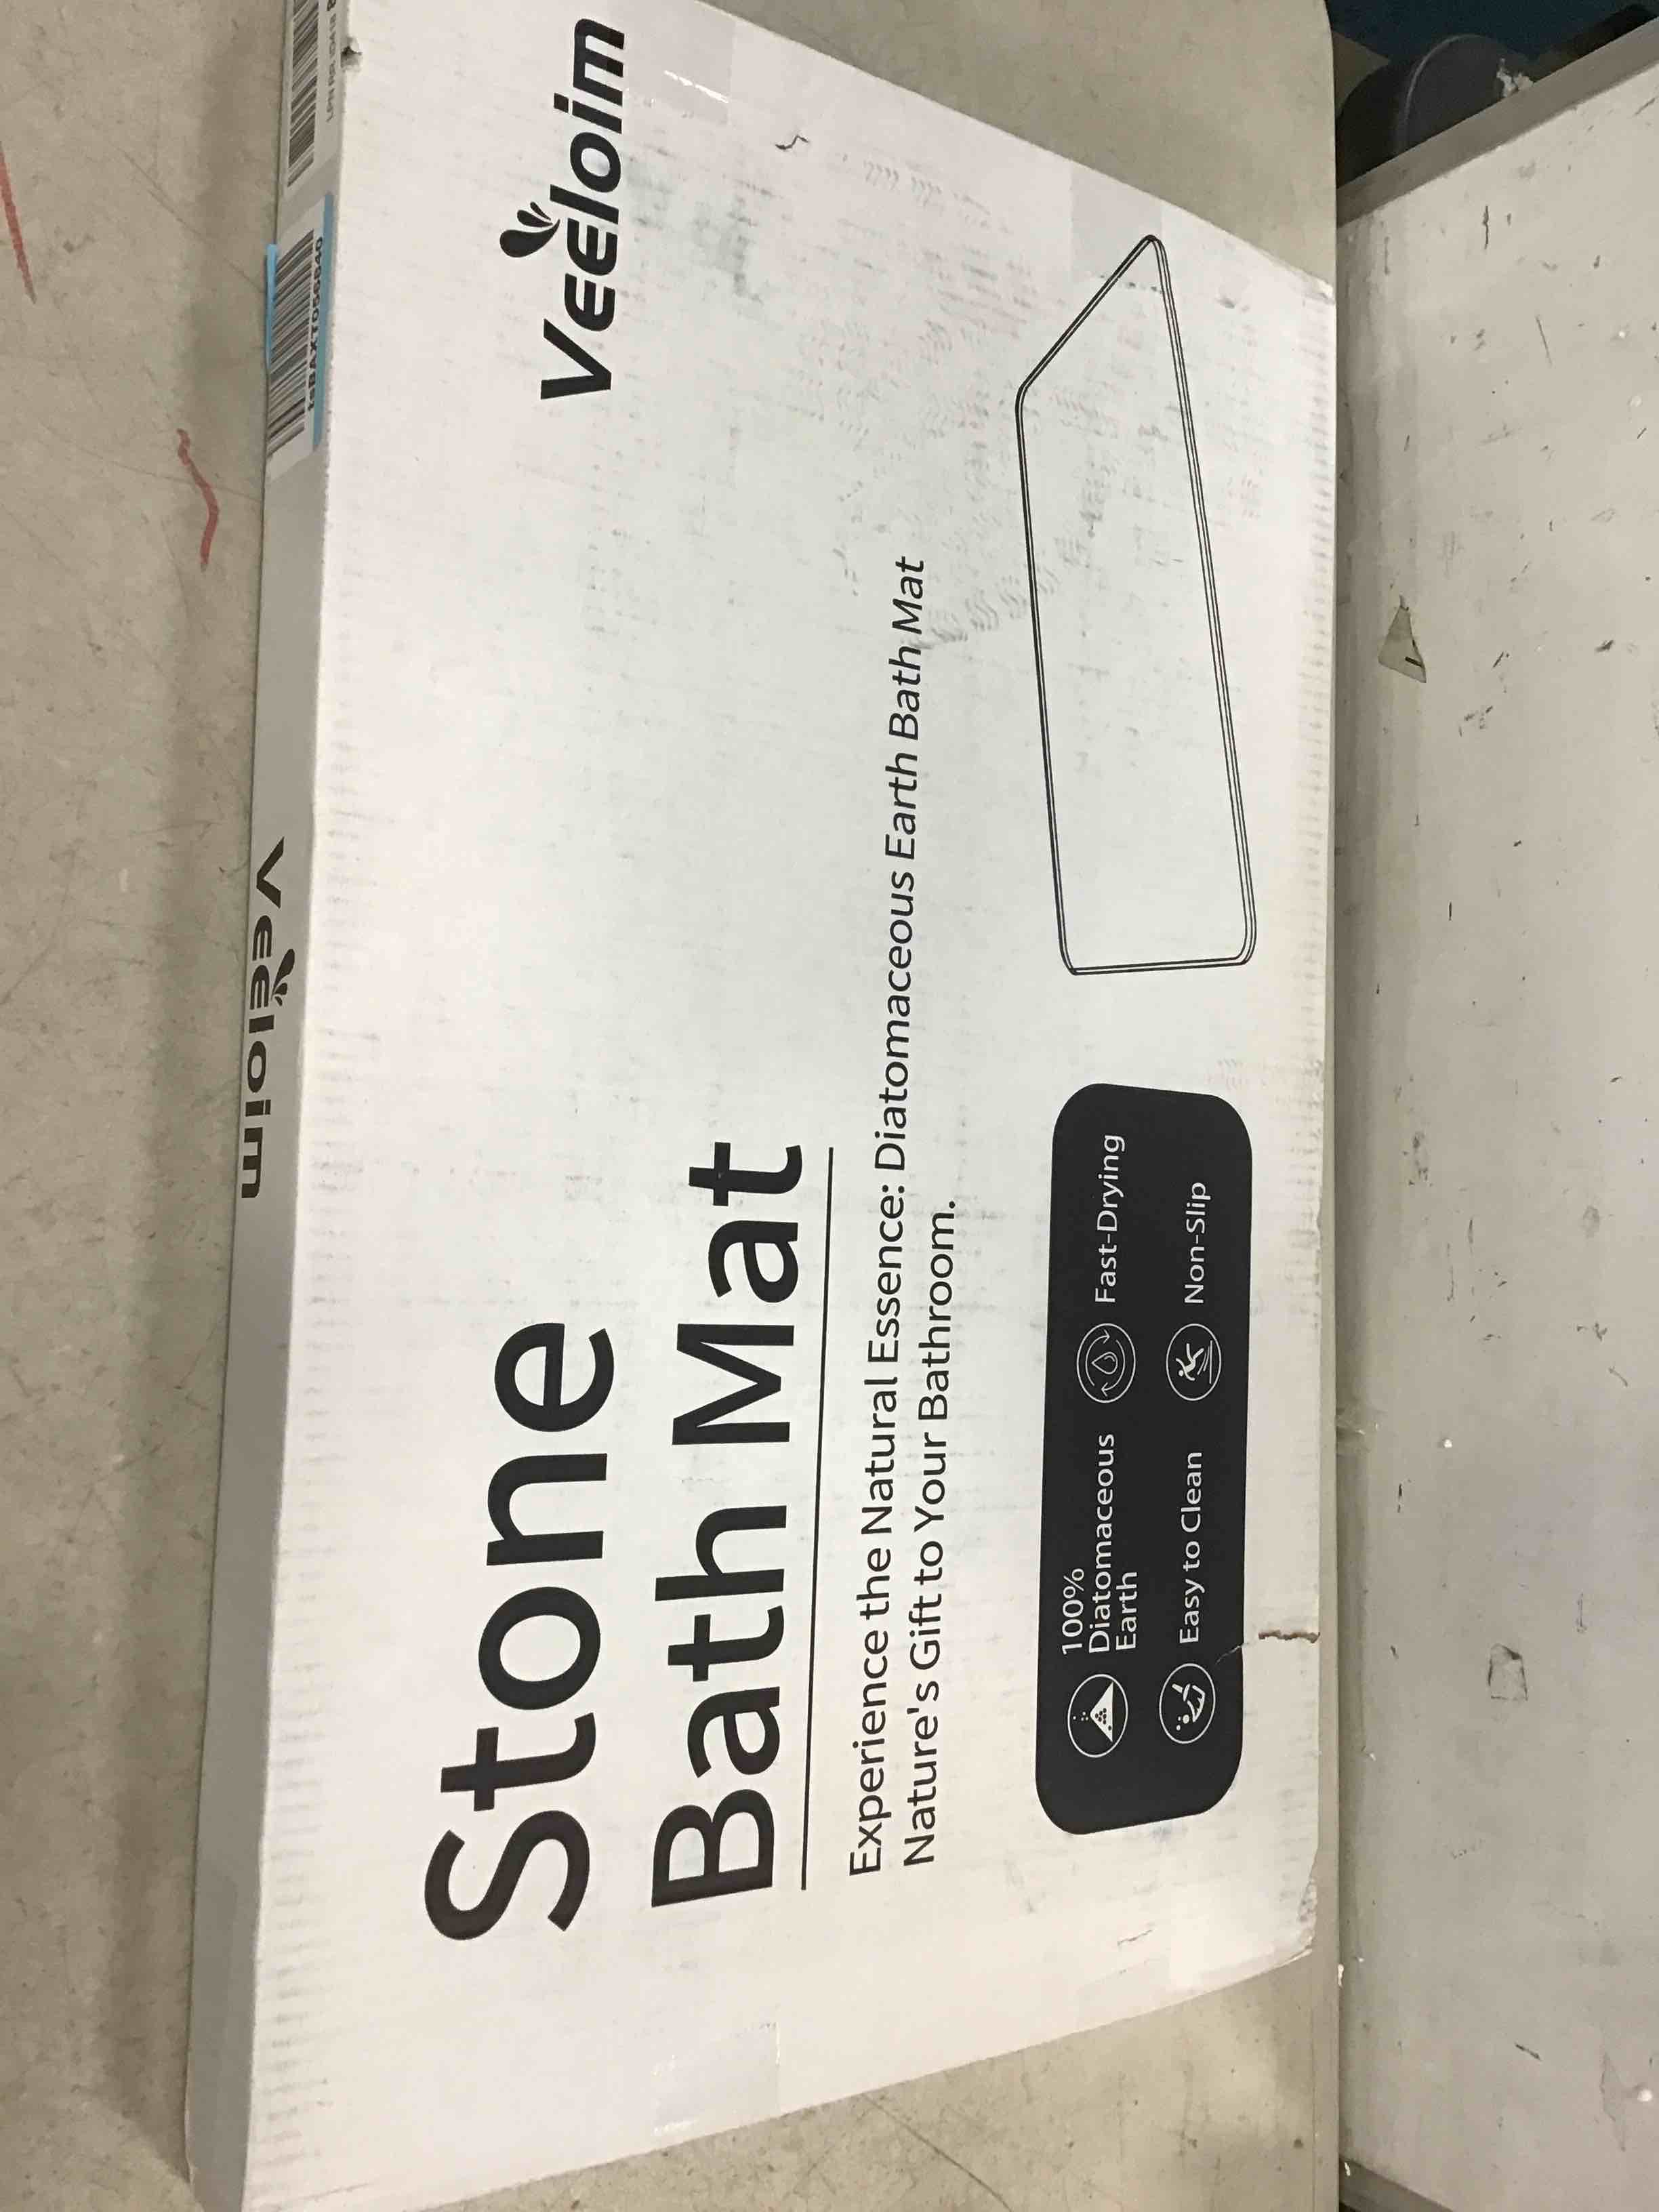 Veeloim
Stone
Bath Mat
Experience the Natural Essence: Diatomaceous Earth Bath Mat
Nature's Gift to Your Bathroom.
100%
Diatomaceous
Earth
Fast-Drying
Easy to Clean
Non-Slip
Veeloim